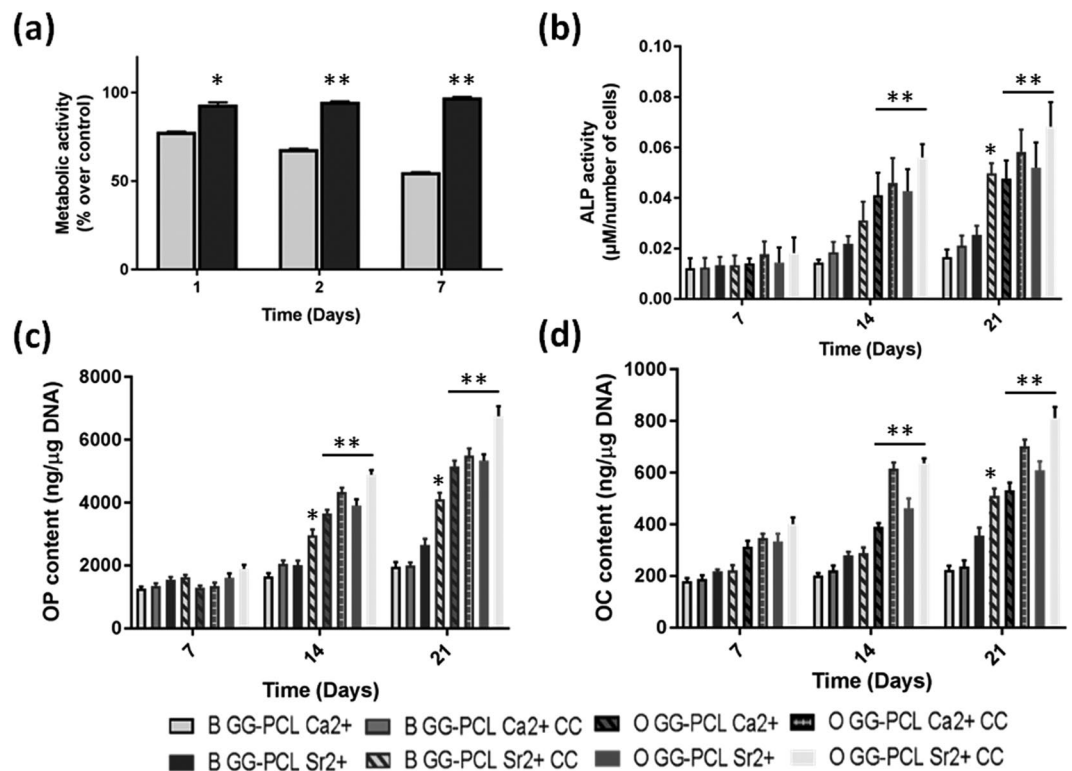 (a)
Metabolic activity
(% over control)
100
50
0
*
**
**
1 2 7
Time (Days)
(b)
ALP activity
(µM/number of cells)
0.10
0.08
0.06
0.04
0.02
0.00
**
*
**
7 14 21
Time (Days)
(c)
OP content (ng/µg DNA)
8000
6000
4000
2000
0
*
**
*
**
7 14 21
Time (Days)
(d)
OC content (ng/µg DNA)
1000
800
600
400
200
0
**
*
**
7 14 21
Time (Days)
B GG-PCL Ca2+ B GG-PCL Ca2+ CC O GG-PCL Ca2+ O GG-PCL Ca2+ CC
B GG-PCL Sr2+ B GG-PCL Sr2+ CC O GG-PCL Sr2+ O GG-PCL Sr2+ CC